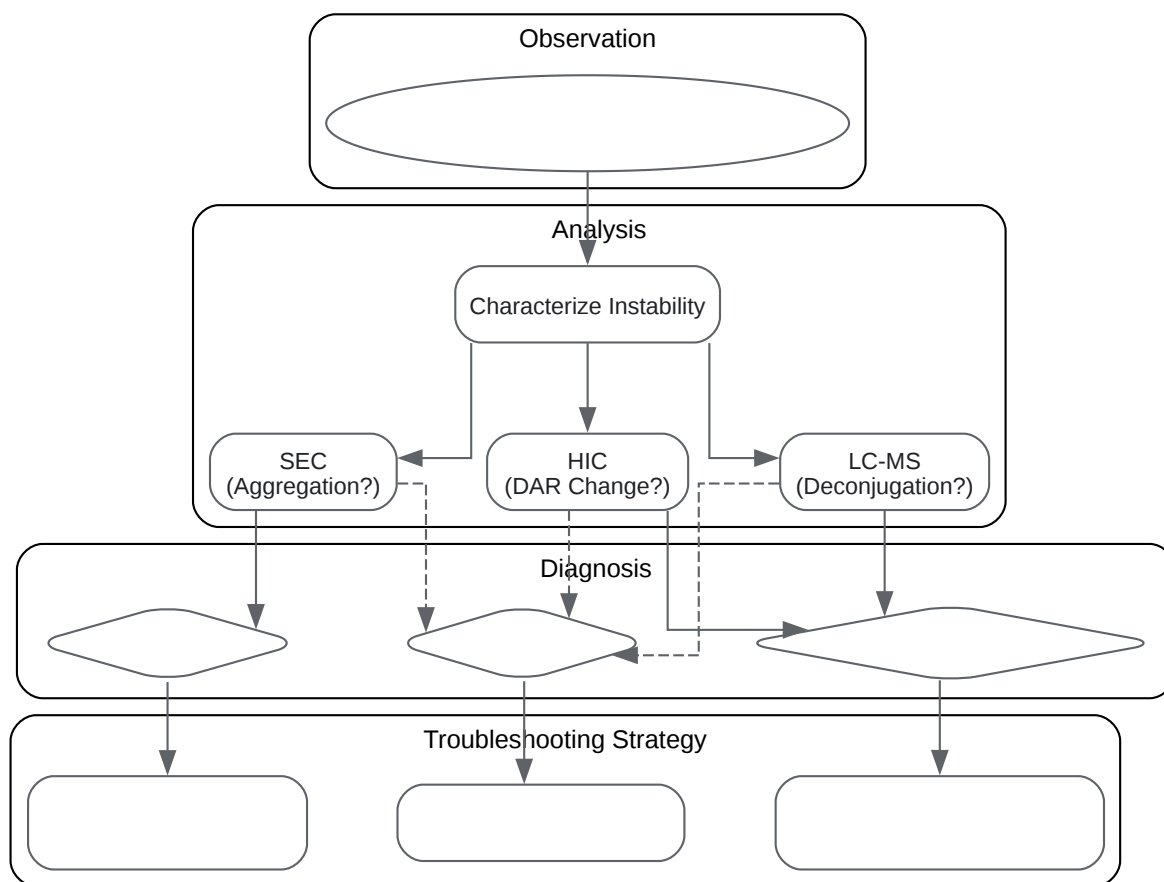 Observation
Analysis
Characterize Instability
SEC
(Aggregation?)
HIC
(DAR Change?)
LC-MS
(Deconjugation?)
Diagnosis
Troubleshooting Strategy